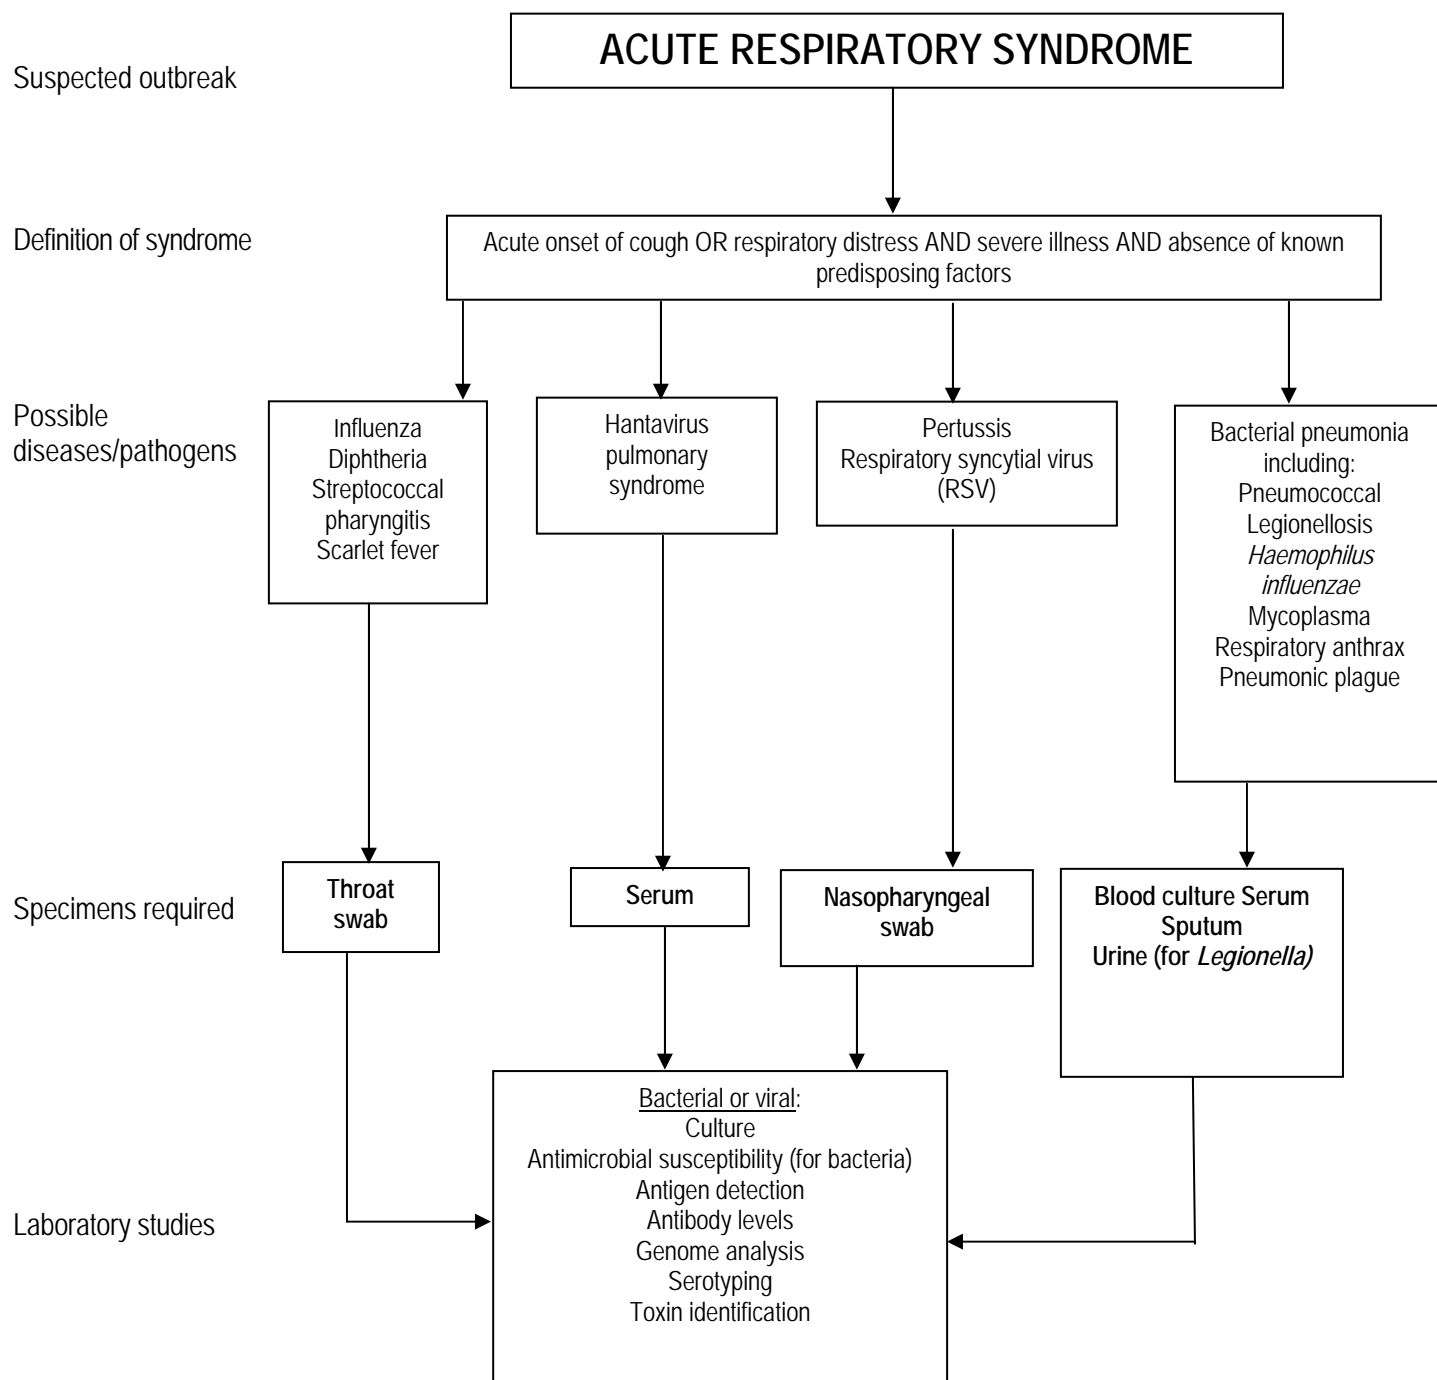 ACUTE RESPIRATORY SYNDROME
Suspected outbreak
Definition of syndrome
Acute onset of cough OR respiratory distress AND severe illness AND absence of known
predisposing factors
Possible
diseases/pathogens
Influenza
Diphtheria
Streptococcal
pharyngitis
Scarlet fever
Hantavirus
pulmonary
syndrome
Pertussis
Respiratory syncytial virus
(RSV)
Bacterial pneumonia
including:
Pneumococcal
Legionellosis
Haemophilus
influenzae
Mycoplasma
Respiratory anthrax
Pneumonic plague
Specimens required
Throat
swab
Serum
Nasopharyngeal
swab
Blood culture Serum
Sputum
Urine (for Legionella)
Laboratory studies
Bacterial or viral:
Culture
Antimicrobial susceptibility (for bacteria)
Antigen detection
Antibody levels
Genome analysis
Serotyping
Toxin identification